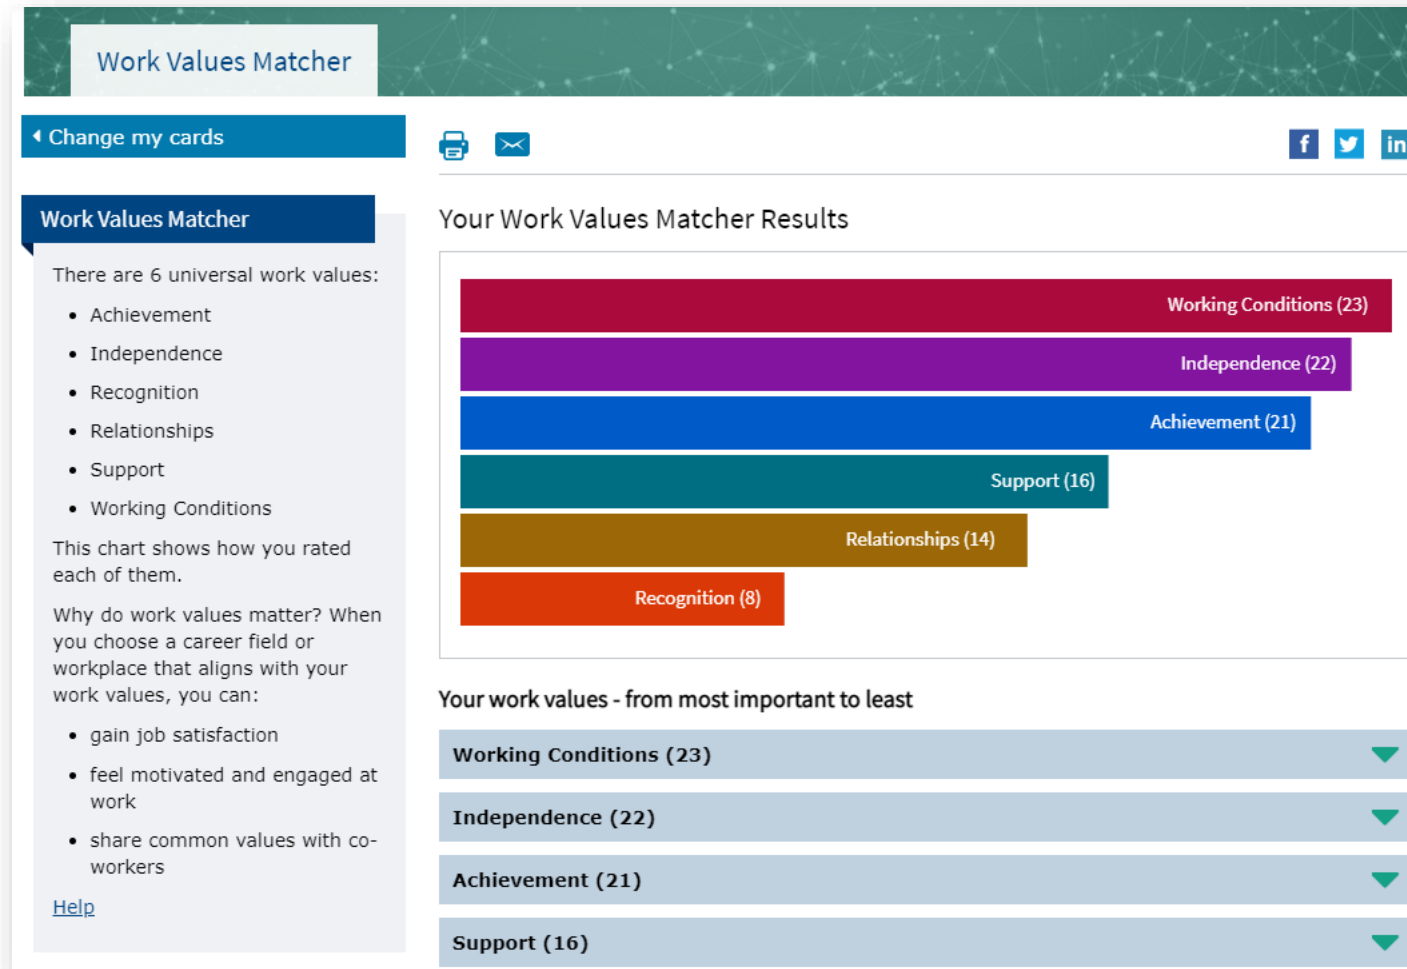 Work Values Matcher
Change my cards
Work Values Matcher
There are 6 universal work values:
Achievement
Independence
Recognition
Relationships
Support
Working Conditions
This chart shows how you rated
each of them.
Why do work values matter? When
you choose a career field or
workplace that aligns with your
work values, you can:
gain job satisfaction
feel motivated and engaged at
work
share common values with co-
workers
Help
f
in
Your Work Values Matcher Results
Working Conditions (23)
Independence (22)
Achievement (21)
Support (16)
Relationships (14)
Recognition (8)
Your work values - from most important to least
Working Conditions (23)
Independence (22)
Achievement (21)
Support (16)